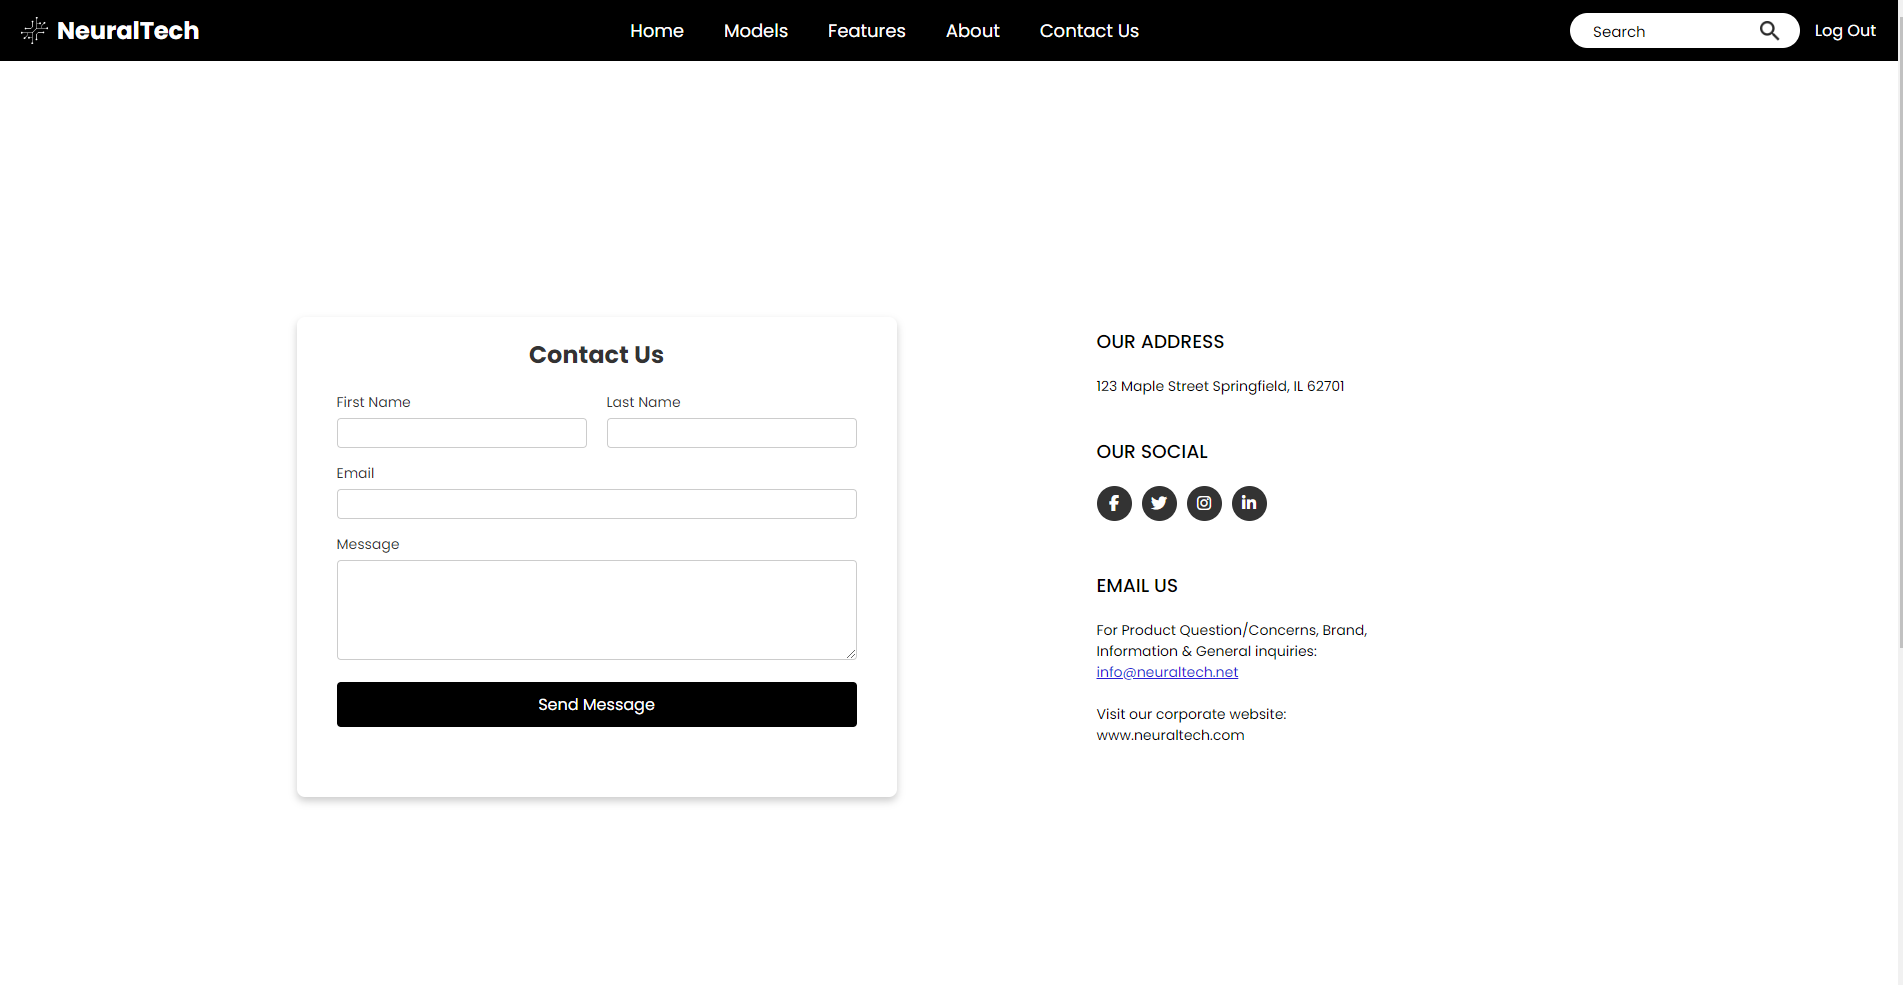 NeuralTech
Home Models Features About Contact Us
Search
Log Out
Contact Us
First Name Last Name
Email
Message
Send Message
OUR ADDRESS
123 Maple Street Springfield, IL 62701
OUR SOCIAL
EMAIL US
For Product Question/Concerns, Brand,
Information & General inquiries:
info@neuraltech.net
Visit our corporate website:
www.neuraltech.com